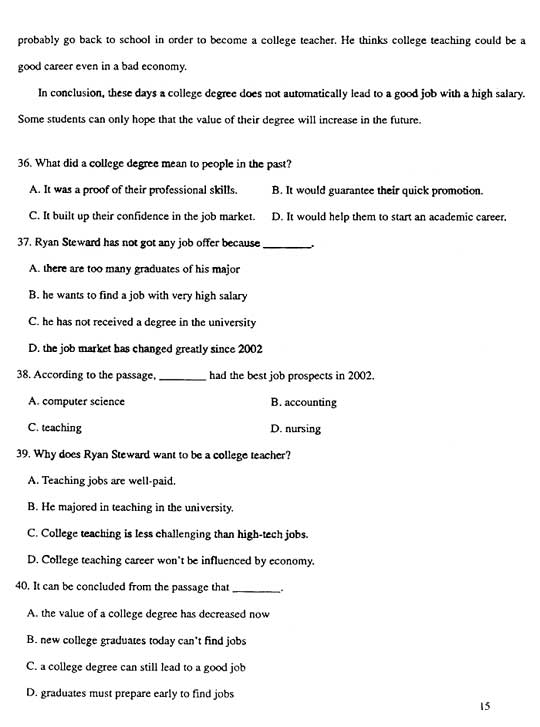 probably go back to school in order to become a college teacher. He thinks college teaching could be a
good career even in a bad economy.
In conclusion, these days a college degree does not automatically lead to a good job with a high salary.
Some students can only hope that the value of their degree will increase in the future.
36. What did a college degree mean to people in the past?
A. It was a proof of their professional skills. B. It would guarantee their quick promotion.
C. It built up their confidence in the job market. D. It would help them to start an academic career.
37. Ryan Steward has not got any job offer because ________.
A. there are too many graduates of his major
B. he wants to find a job with very high salary
C. he has not received a degree in the university
D. the job market has changed greatly since 2002
38. According to the passage, ________ had the best job prospects in 2002.
A. computer science B. accounting
C. teaching D. nursing
39. Why does Ryan Steward want to be a college teacher?
A. Teaching jobs are well-paid.
B. He majored in teaching in the university.
C. College teaching is less challenging than high-tech jobs.
D. College teaching career won't be influenced by economy.
40. It can be concluded from the passage that ________.
A. the value of a college degree has decreased now
B. new college graduates today can't find jobs
C. a college degree can still lead to a good job
D. graduates must prepare early to find jobs
15